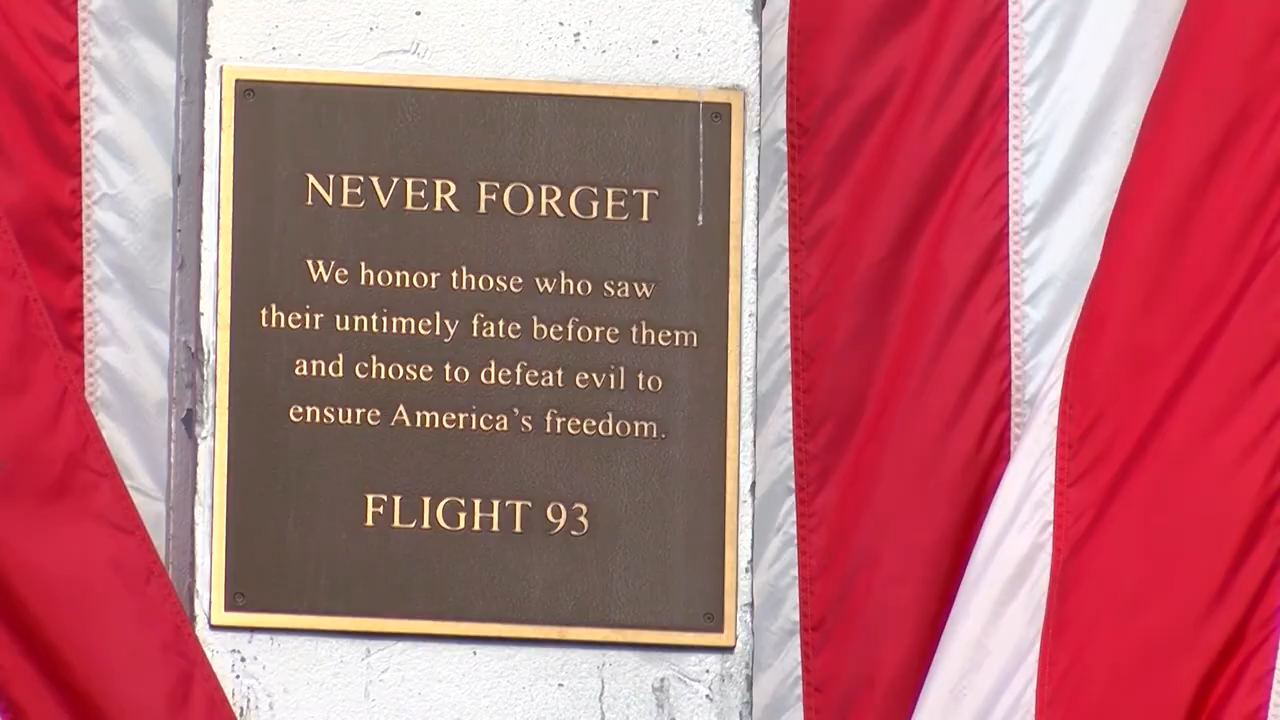 NEVER FORGET
We honor those who saw
their untimely fate before them
and chose to defeat evil to
ensure America's freedom.
FLIGHT 93